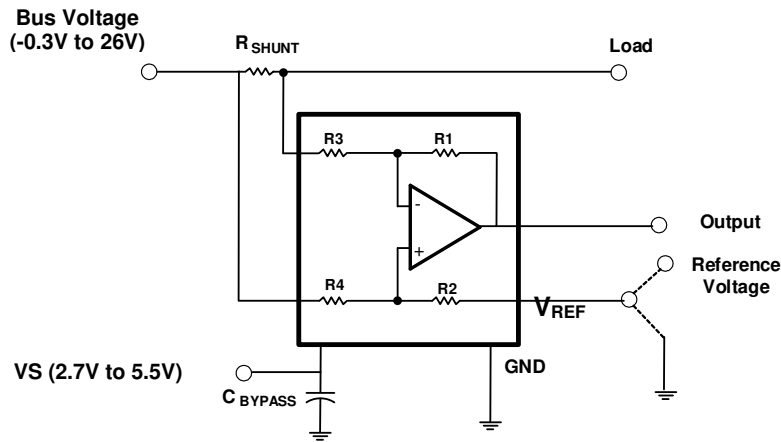 Bus Voltage
(-0.3V to 26V)
R SHUNT
Load
R3
R1
-
+
Output
Reference
Voltage
R4
R2
VREF
VS (2.7V to 5.5V)
GND
C BYPASS